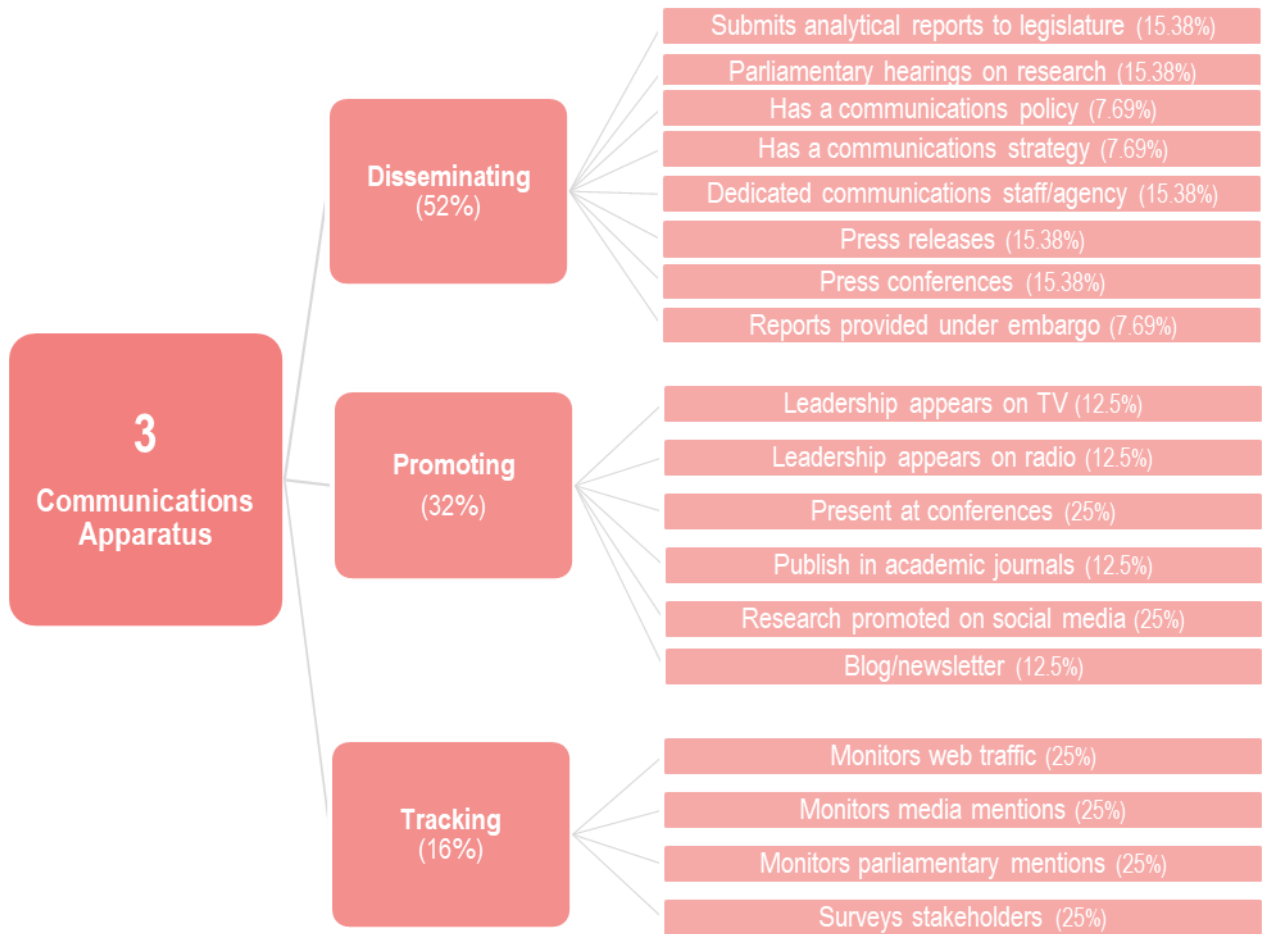 3
Communications
Apparatus
Disseminating
(52%)
Submits analytical reports to legislature (15.38%)
Parliamentary hearings on research (15.38%)
Has a communications policy (7.69%)
Has a communications strategy (7.69%)
Dedicated communications staff/agency (15.38%)
Press releases (15.38%)
Press conferences (15.38%)
Reports provided under embargo (7.69%)
Promoting
(32%)
Leadership appears on TV (12.5%)
Leadership appears on radio (12.5%)
Present at conferences (25%)
Publish in academic journals (12.5%)
Research promoted on social media (25%)
Blog/newsletter (12.5%)
Tracking
(16%)
Monitors web traffic (25%)
Monitors media mentions (25%)
Monitors parliamentary mentions (25%)
Surveys stakeholders (25%)